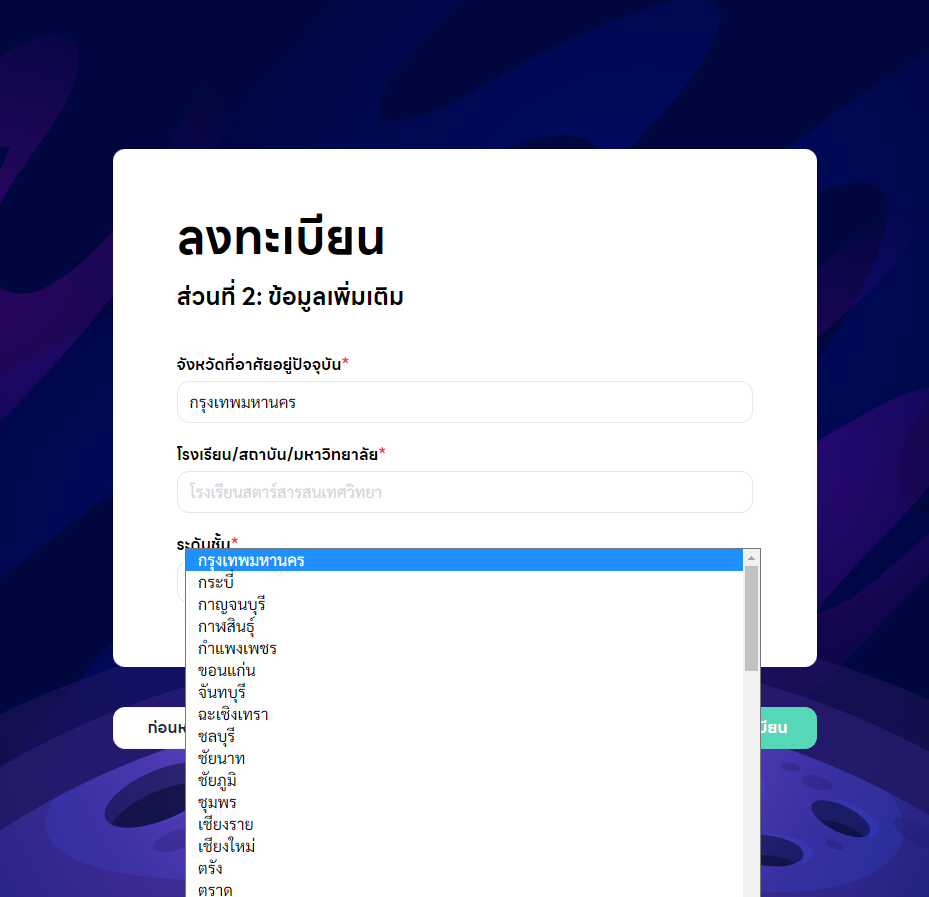 ลงทะเบียน
ส่วนที่ 2: ข้อมูลเพิ่มเติม
จังหวัดที่อาศัยอยู่ปัจจุบัน*
กรุงเทพมหานคร
โรงเรียน/สถาบัน/มหาวิทยาลัย*
โรงเรียนสตาร์สารสนเทศวิทยา
ระดับชั้น*
กรุงเทพมหานคร
กระบี่
กาญจนบุรี
กาฬสินธุ์
กำแพงเพชร
ขอนแก่น
จันทบุรี
ฉะเชิงเทรา
ชลบุรี
ชัยนาท
ชัยภูมิ
ชุมพร
เชียงราย
เชียงใหม่
ตรัง
ตราด